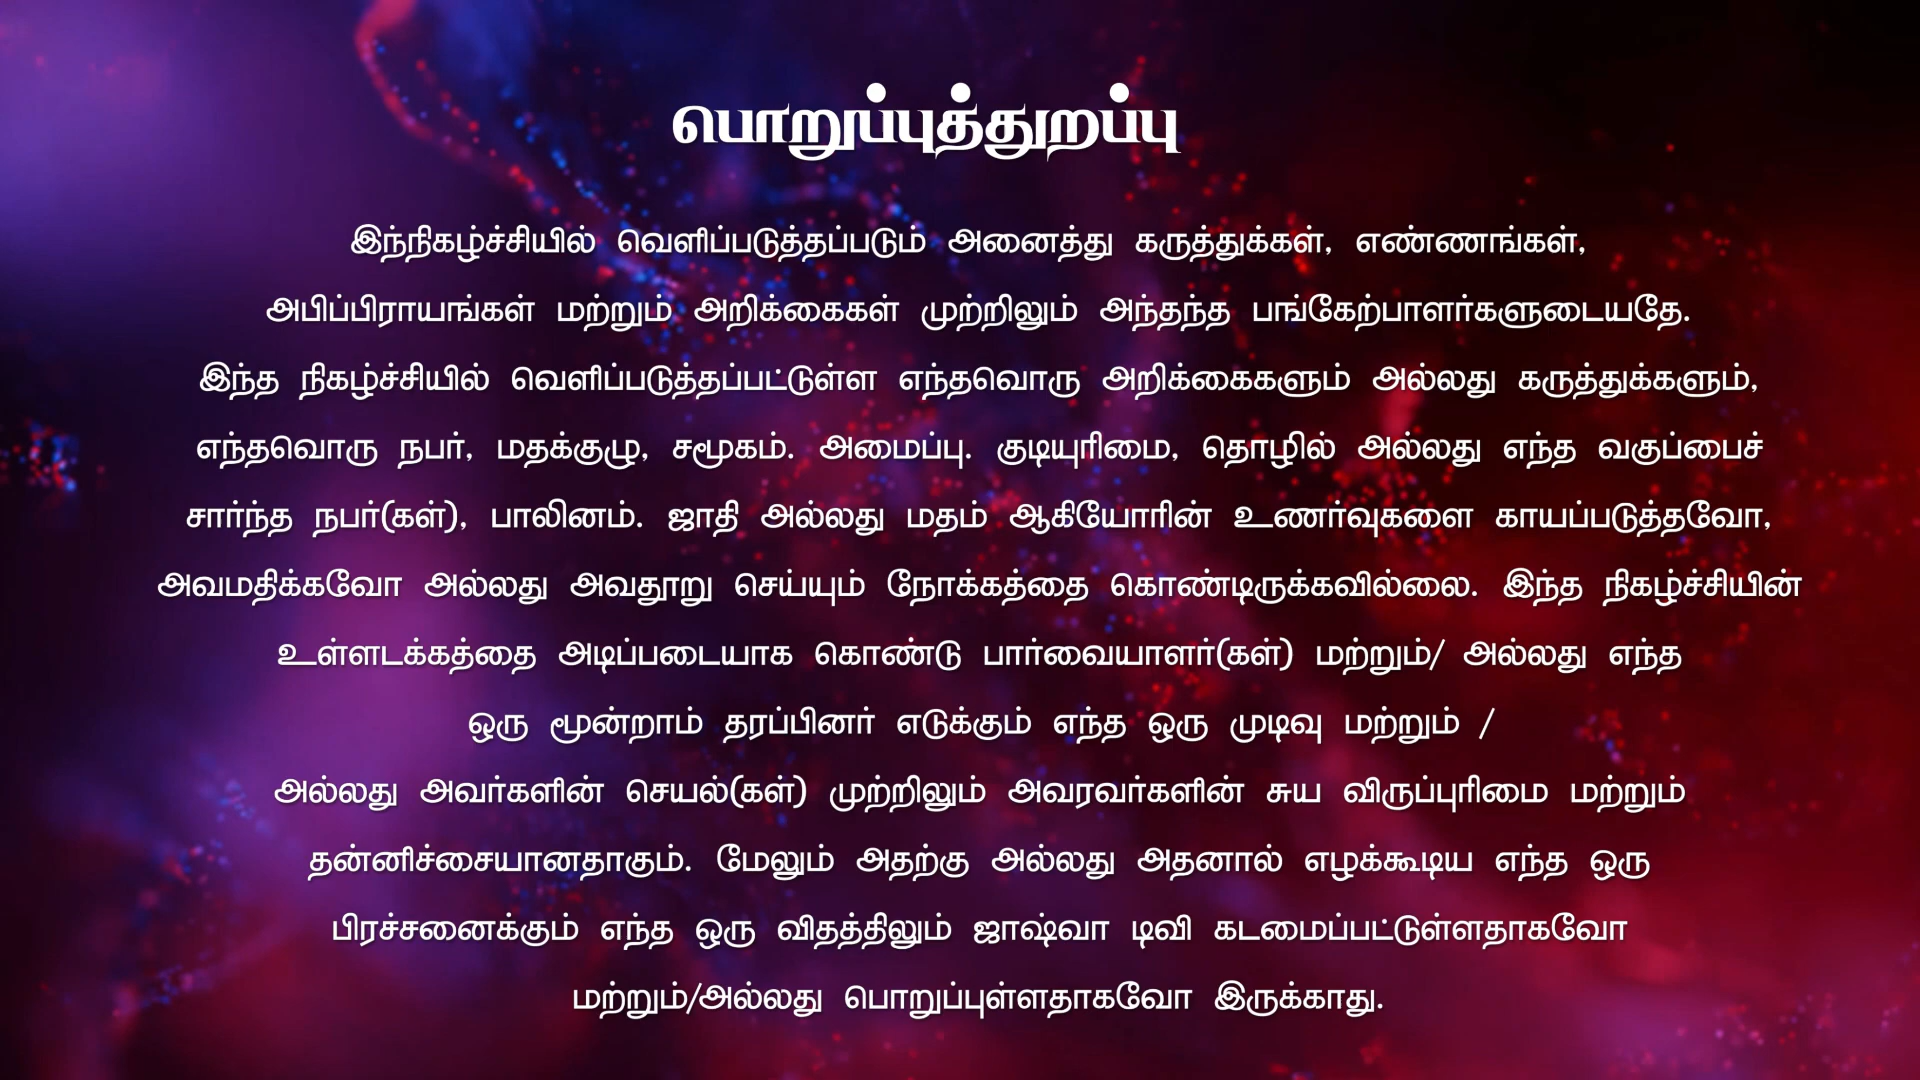 பொறுப்புத்துறப்பு
இந்நிகழ்ச்சியில் வெளிப்படுத்தப்படும் அனைத்து கருத்துக்கள், எண்ணங்கள்,
அபிப்பிராயங்கள் மற்றும் அறிக்கைகள் முற்றிலும் அந்தந்த பங்கேற்பாளர்களுடையதே.
இந்த நிகழ்ச்சியில் வெளிப்படுத்தப்பட்டுள்ள எந்தவொரு அறிக்கைகளும் அல்லது கருத்துக்களும்,
எந்தவொரு நபர், மதக்குழு, சமூகம். அமைப்பு. குடியுரிமை, தொழில் அல்லது எந்த வகுப்பைச்
சார்ந்த நபர்(கள்), பாலினம். ஜாதி அல்லது மதம் ஆகியோரின் உணர்வுகளை காயப்படுத்தவோ,
அவமதிக்கவோ அல்லது அவதூறு செய்யும் நோக்கத்தை கொண்டிருக்கவில்லை. இந்த நிகழ்ச்சியின்
உள்ளடக்கத்தை அடிப்படையாக கொண்டு பார்வையாளர்(கள்) மற்றும்/ அல்லது எந்த
ஒரு மூன்றாம் தரப்பினர் எடுக்கும் எந்த ஒரு முடிவு மற்றும் /
அல்லது அவர்களின் செயல்(கள்) முற்றிலும் அவரவர்களின் சுய விருப்புரிமை மற்றும்
தன்னிச்சையானதாகும். மேலும் அதற்கு அல்லது அதனால் எழக்கூடிய எந்த ஒரு
பிரச்சனைக்கும் எந்த ஒரு விதத்திலும் ஜாஷ்வா டிவி கடமைப்பட்டுள்ளதாகவோ
மற்றும்/அல்லது பொறுப்புள்ளதாகவோ இருக்காது.